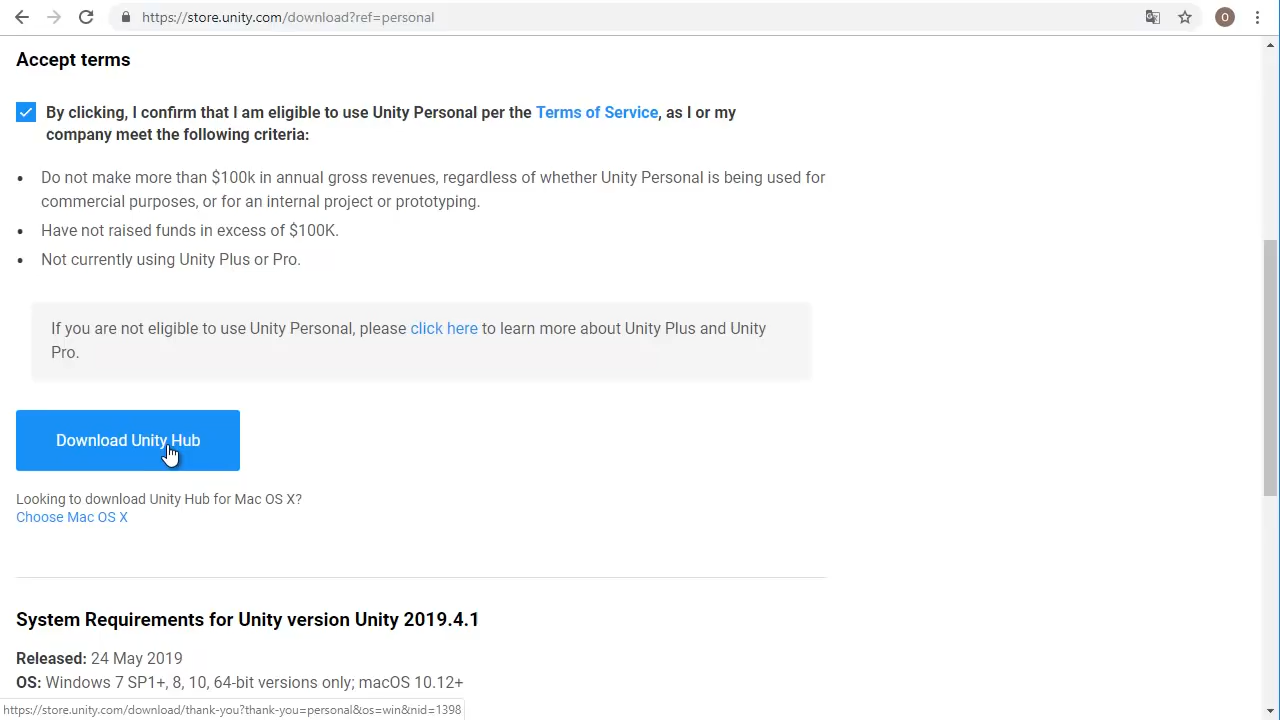 https://store.unity.com/download?ref=personal
O
Accept terms
By clicking, I confirm that I am eligible to use Unity Personal per the Terms of Service, as I or my
company meet the following criteria:
• Do not make more than $100k in annual gross revenues, regardless of whether Unity Personal is being used for
commercial purposes, or for an internal project or prototyping.
• Have not raised funds in excess of $100K.
• Not currently using Unity Plus or Pro.
If you are not eligible to use Unity Personal, please click here to learn more about Unity Plus and Unity
Pro.
Download Unity Hub
Looking to download Unity Hub for Mac OS X?
Choose Mac OS X
System Requirements for Unity version Unity 2019.4.1
Released: 24 May 2019
OS: Windows 7 SP1+, 8, 10, 64-bit versions only; macOS 10.12+
https://store.unity.com/download/thank-you?thank-you=personal&os=win&nid=1398